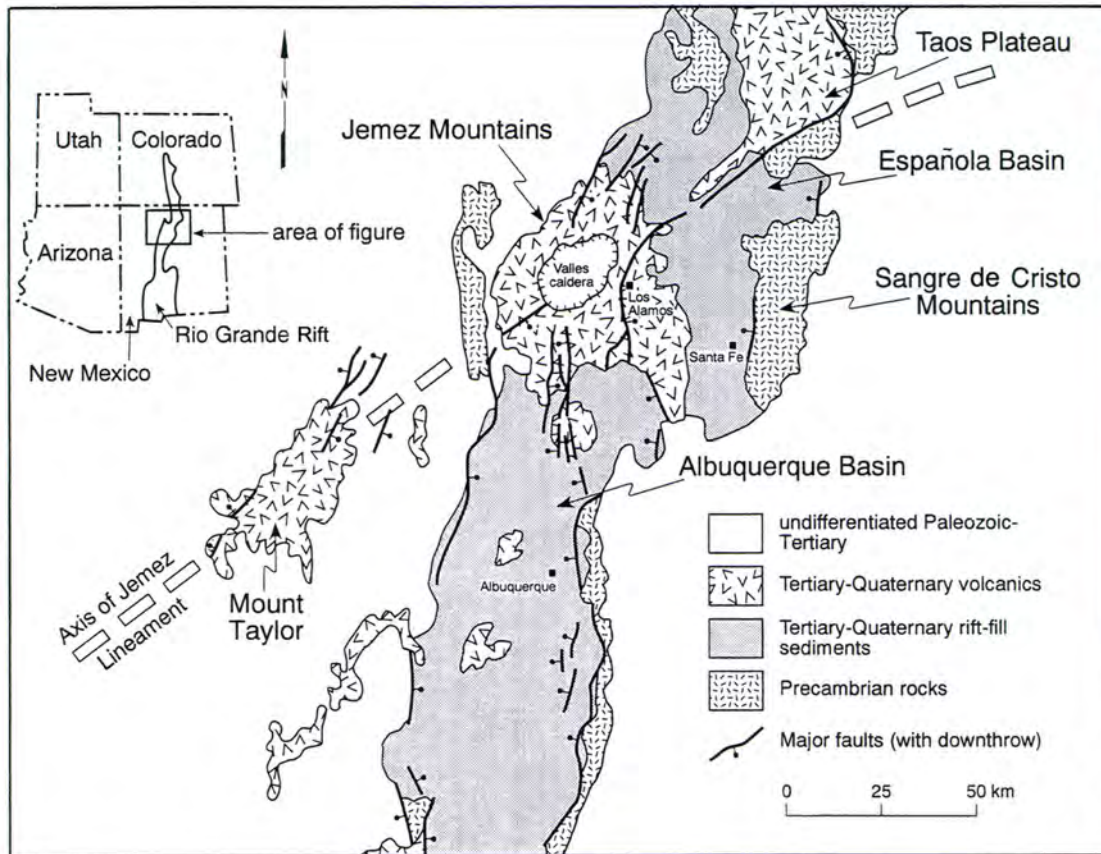 N
Utah
Colorado
Arizona
area of figure
Rio Grande Rift
New Mexico
Taos Plateau
Jemez Mountains
Española Basin
Valles
caldera
Los
Alamos
Sangre de Cristo
Mountains
Santa Fe
Albuquerque Basin
Albuquerque
Mount
Taylor
Axis of Jemez
Lineament
undifferentiated Paleozoic-
Tertiary
Tertiary-Quaternary volcanics
Tertiary-Quaternary rift-fill
sediments
Precambrian rocks
Major faults (with downthrow)
0 25 50 km